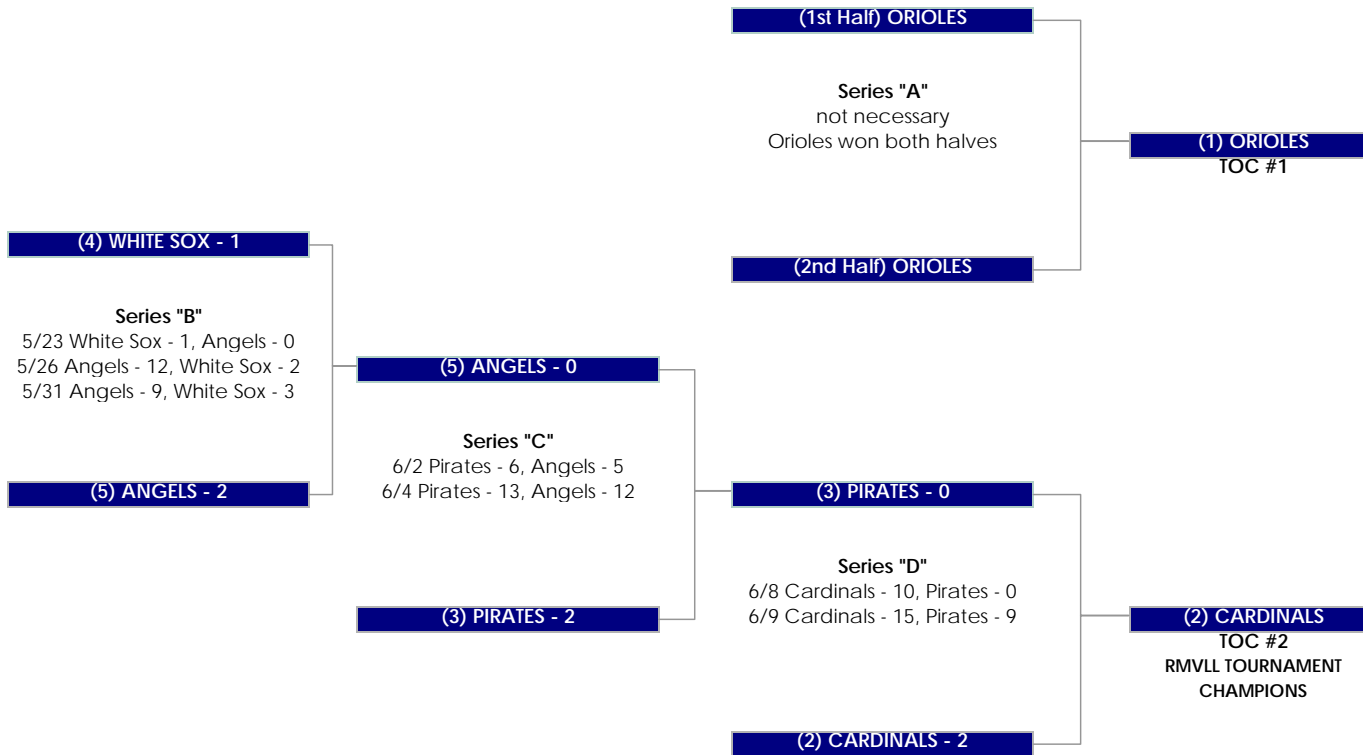 (1st Half) ORIOLES
Series "A"
not necessary
Orioles won both halves
(1) ORIOLES
TOC #1
(2nd Half) ORIOLES
(4) WHITE SOX - 1
Series "B"
5/23 White Sox - 1, Angels - 0
5/26 Angels - 12, White Sox - 2
5/31 Angels - 9, White Sox - 3
(5) ANGELS - 2
(5) ANGELS - 0
Series "C"
6/2 Pirates - 6, Angels - 5
6/4 Pirates - 13, Angels - 12
(3) PIRATES - 2
(3) PIRATES - 0
Series "D"
6/8 Cardinals - 10, Pirates - 0
6/9 Cardinals - 15, Pirates - 9
(2) CARDINALS - 2
(2) CARDINALS
TOC #2
RMVLL TOURNAMENT
CHAMPIONS